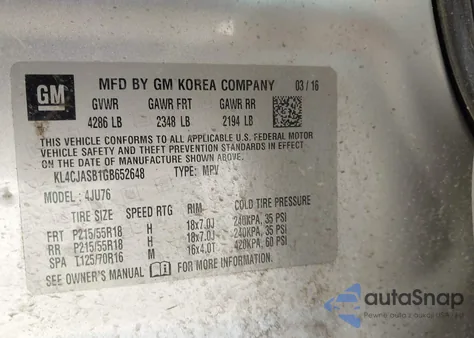 GM
MFD BY GM KOREA COMPANY 03 / 16
GVWR GAWR FRT GAWR RR
4286 LB 2348 LB 2194 LB
THIS VEHICLE CONFORMS TO ALL APPLICABLE U.S. FEDERAL MOTOR
VEHICLE SAFETY AND THEFT PREVENTION STANDARDS IN EFFECT ON
THE DATE OF MANUFACTURE SHOWN ABOVE.
KL4CJASB1GB652648 TYPE: MPV
MODEL: 4JU76
TIRE SIZE SPEED RTG RIM COLD TIRE PRESSURE
FRT P215/55R18 H 18x7.0J 240KPA, 35 PSI
RR P215/55R18 H 18x7.0J 240KPA, 35 PSI
SPA T125/70R16 M 16x4.0T 420KPA, 60 PSI
SEE OWNER'S MANUAL FOR MORE INFORMATION
autoSnap
Pewne auto z aukcji